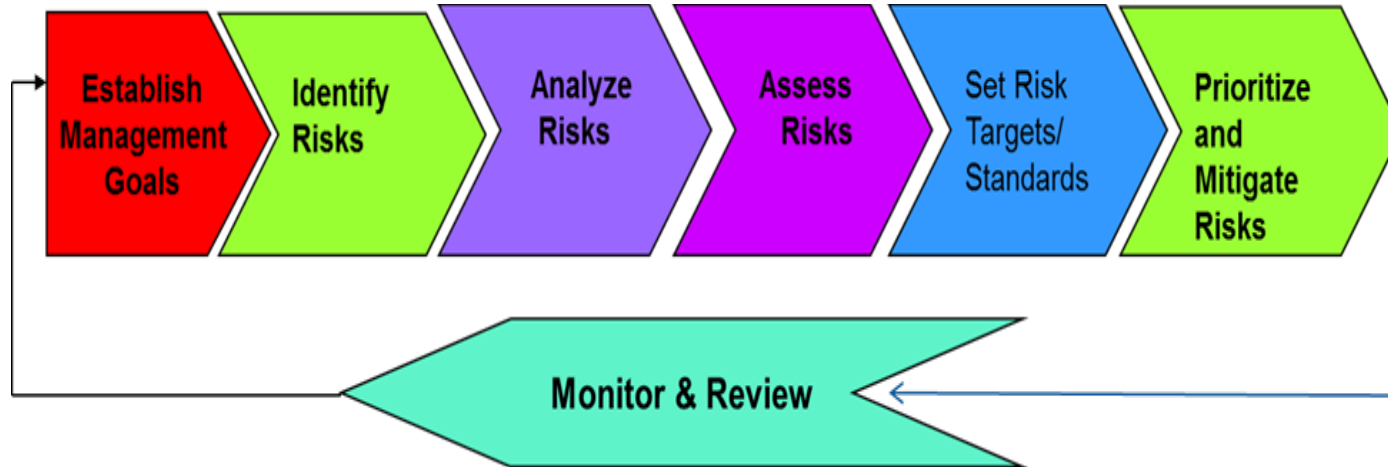 Establish
Management
Goals
Identify
Risks
Analyze
Risks
Assess
Risks
Set Risk
Targets/
Standards
Prioritize
and
Mitigate
Risks
Monitor & Review